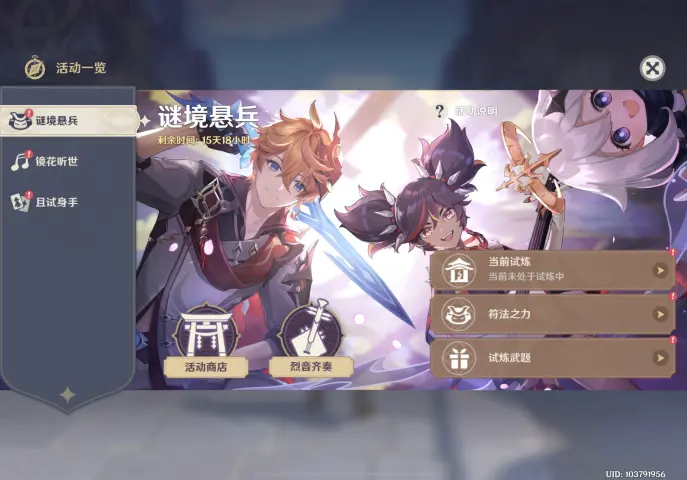 活动一览
谜境悬兵
镜花听世
且试身手
谜境悬兵
剩余时间: 15天18小时
? 活动说明
当前试炼
当前未处于试炼中
符法之力
试炼武题
活动商店
烈音齐奏
UID: 103791956